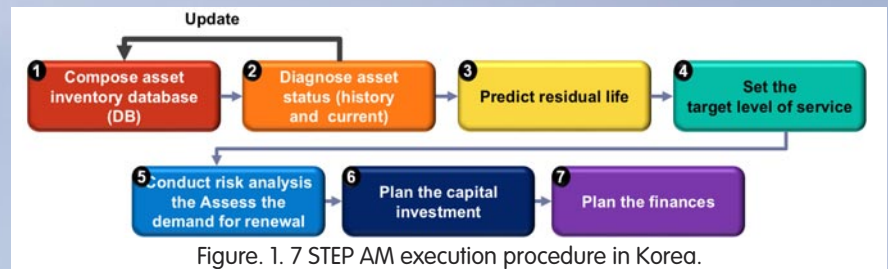 Update
1
Compose asset
inventory database
(DB)
2
Diagnose asset
status (history
and current)
3
Predict residual life
4
Set the
target level of service
5
Conduct risk analysis
the Assess the
demand for renewal
6
Plan the capital
investment
7
Plan the finances
Figure. 1. 7 STEP AM execution procedure in Korea.